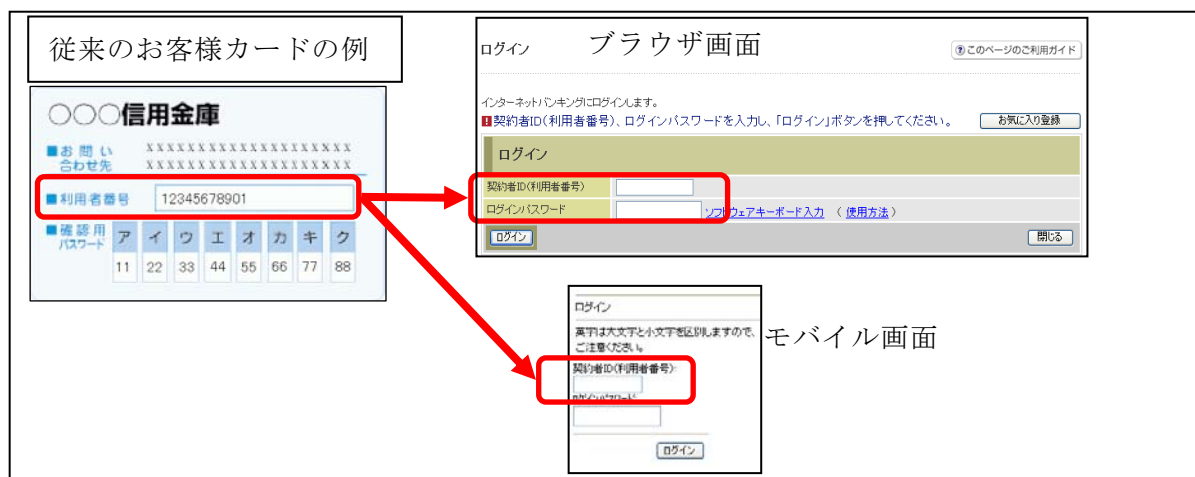 従来のお客様カードの例
○○○信用金庫
■お問い
合わせ先
XXXXXXXXXXXXXXXXXXXX
XXXXXXXXXXXXXXXXXXXX
■利用者番号 12345678901
■確認用
パスワード
ア イ ウ エ オ カ キ ク
11 22 33 44 55 66 77 88
ログイン
ブラウザ画面
このページのご利用ガイド
インターネットバンキングにログインします。
契約者ID(利用者番号)、ログインパスワードを入力し、「ログイン」ボタンを押してください。
お気に入り登録
ログイン
契約者ID(利用者番号)
ログインパスワード
ソフトウェアキーボード入力 (使用方法)
ログイン
閉じる
ログイン
英字は大文字と小文字を区別しますので、
ご注意ください。
契約者ID(利用者番号):
ログインパスワード:
ログイン
モバイル画面